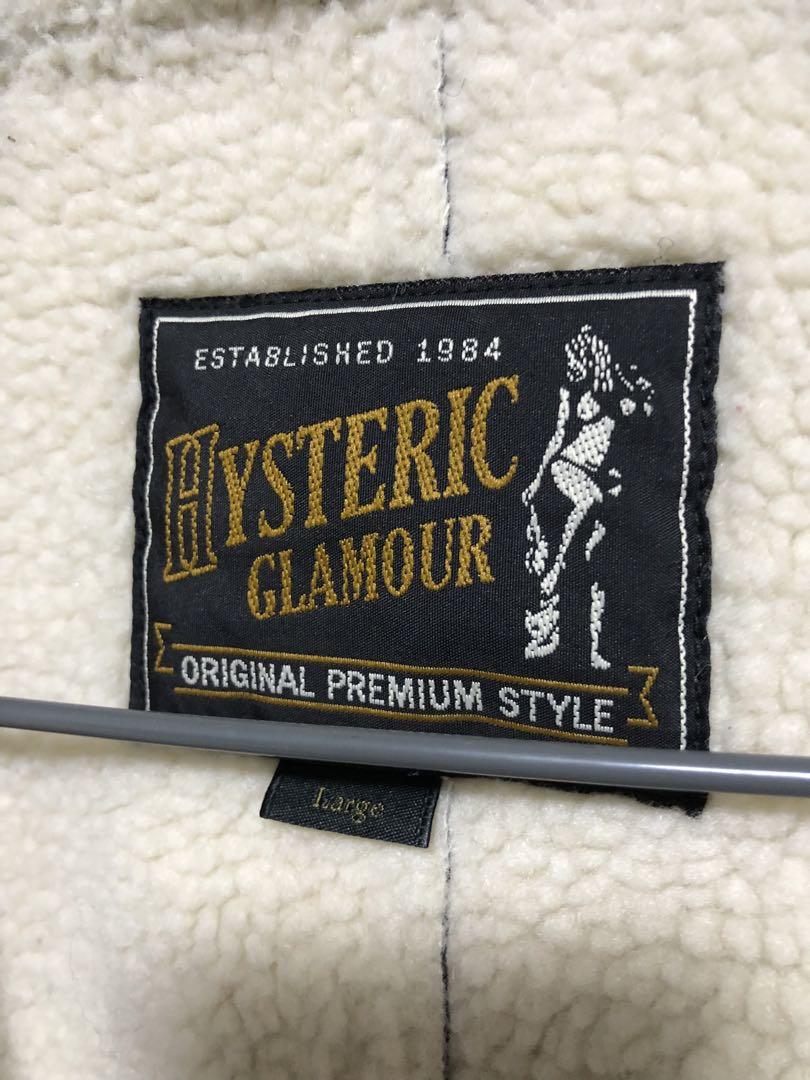 ESTABLISHED 1984
HYSTERIC
GLAMOUR
ORIGINAL PREMIUM STYLE
Large